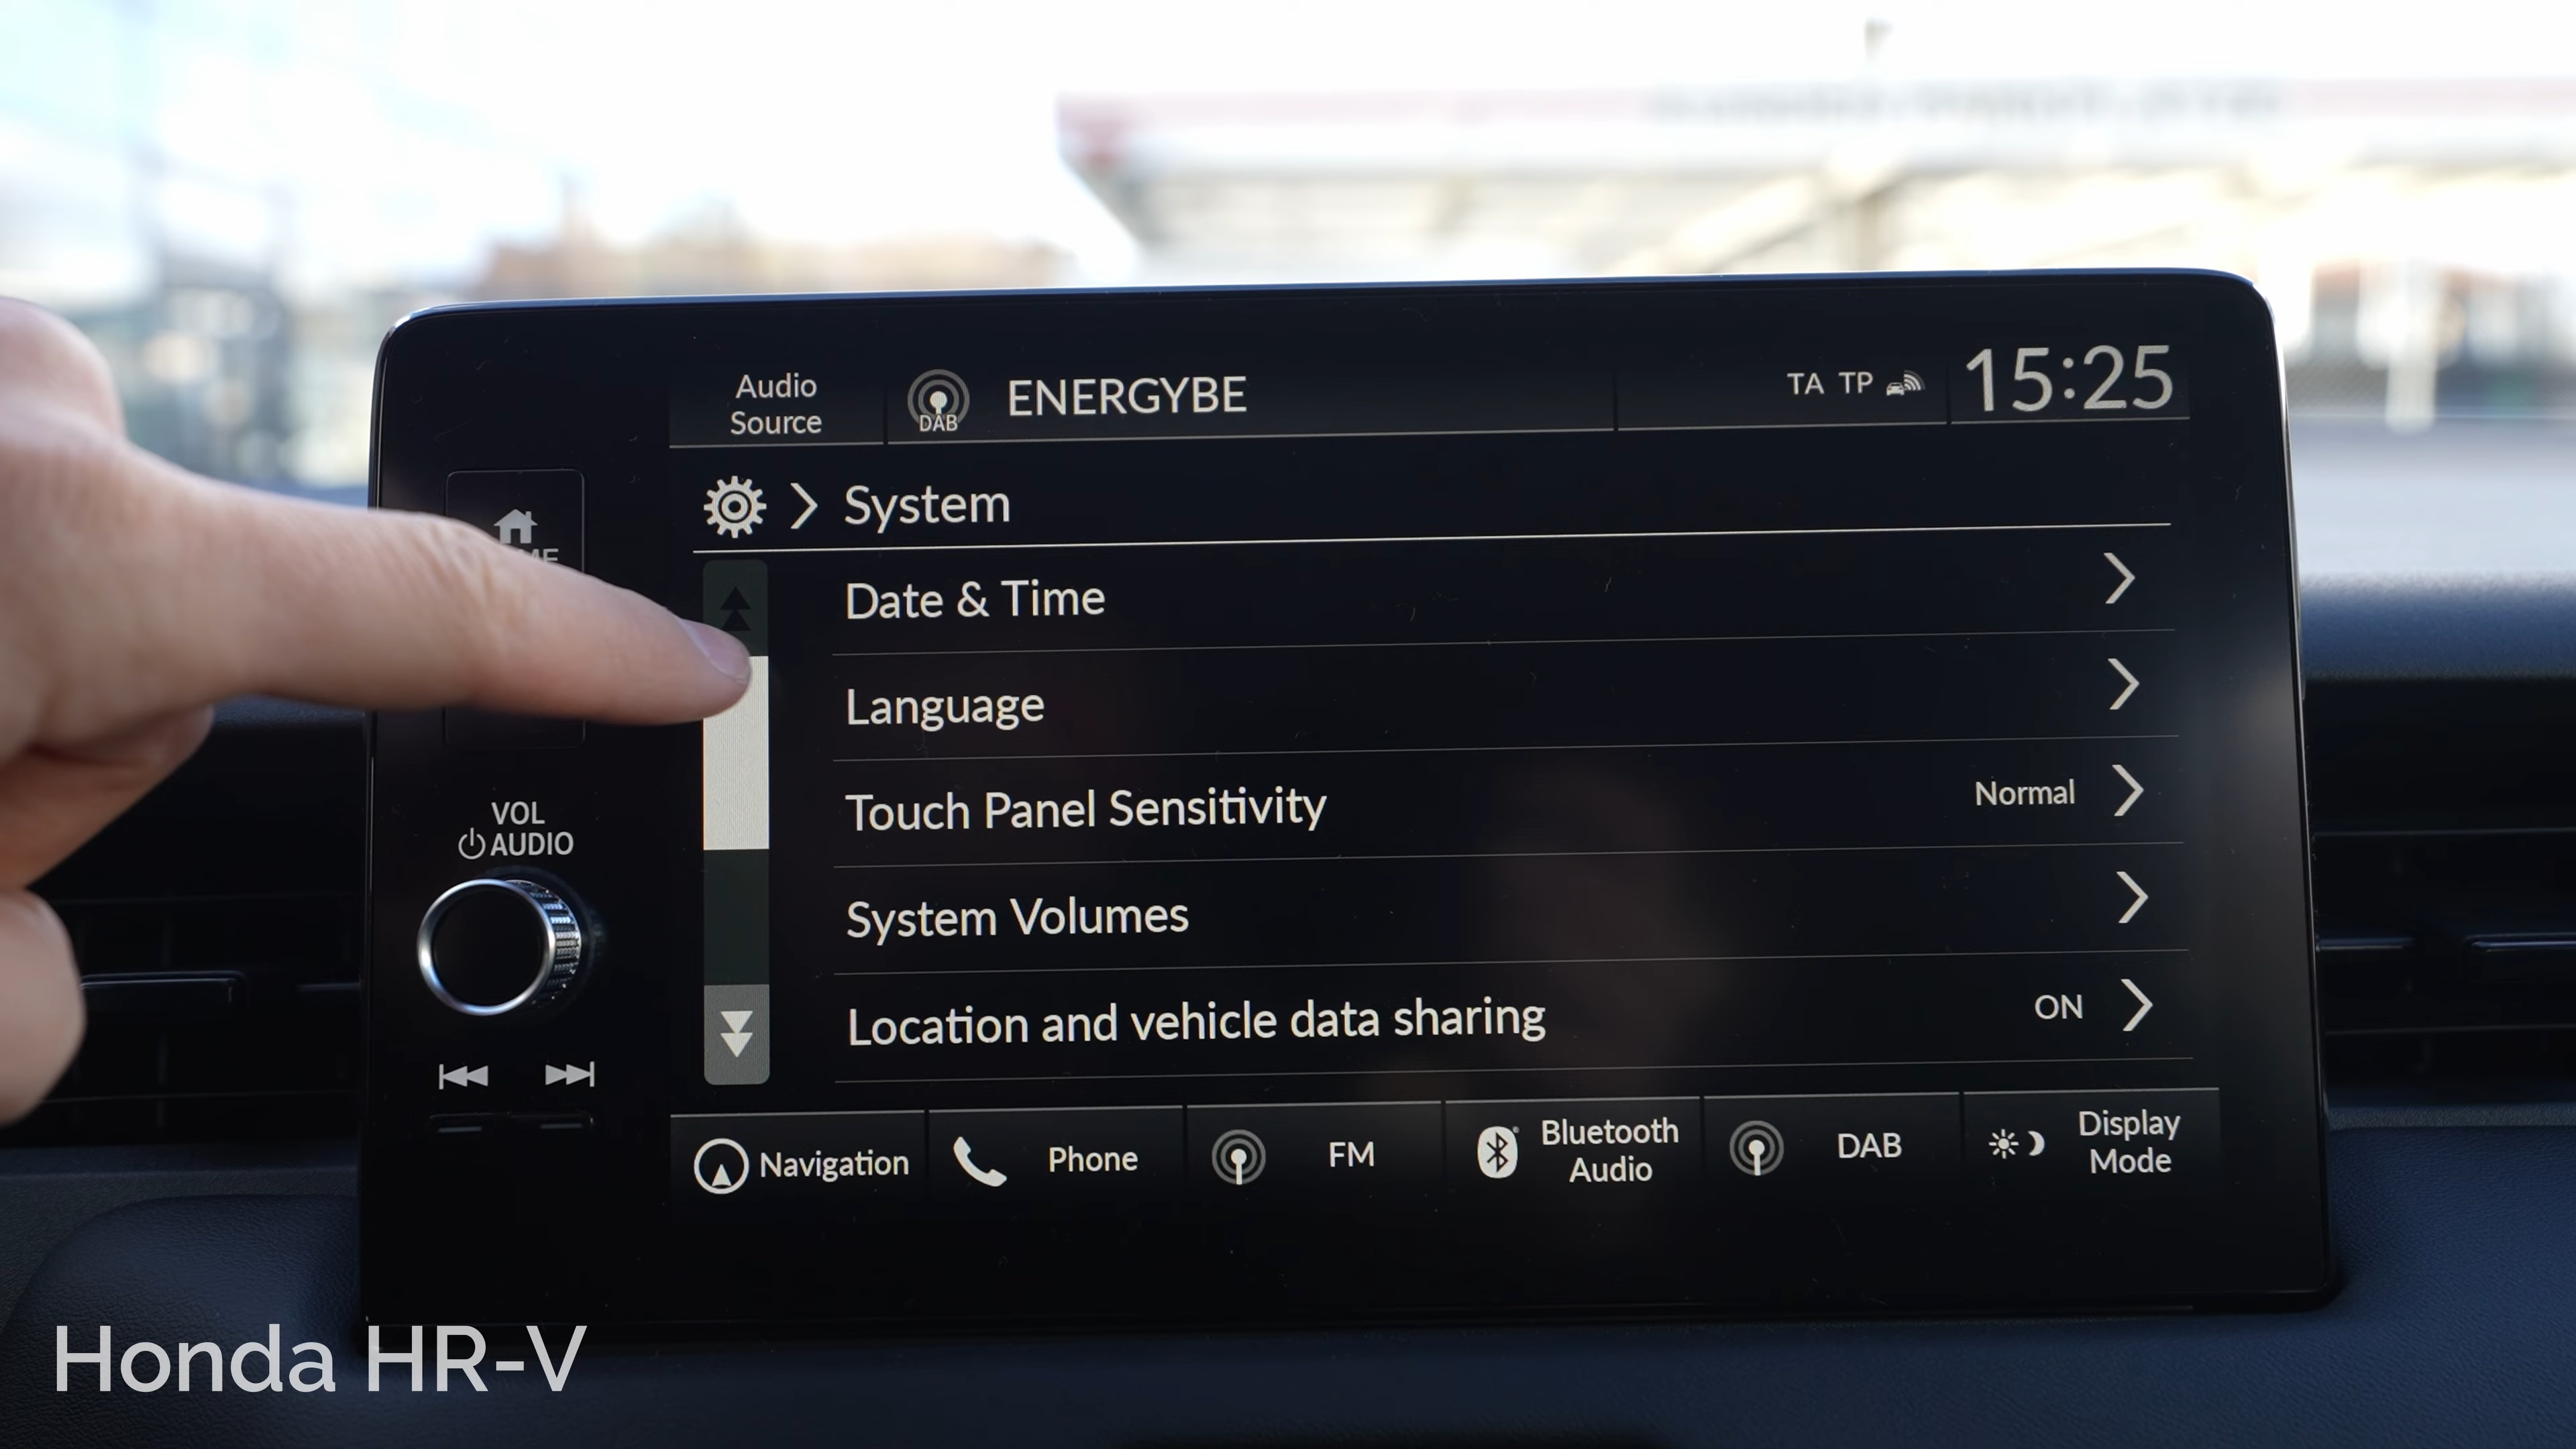 Audio
Source
DAB
ENERGYBE
TA TP
15:25
System
Date & Time
Language
Touch Panel Sensitivity
Normal
System Volumes
Location and vehicle data sharing
ON
VOL
AUDIO
Navigation
Phone
FM
Bluetooth
Audio
DAB
Display
Mode
Honda HR-V